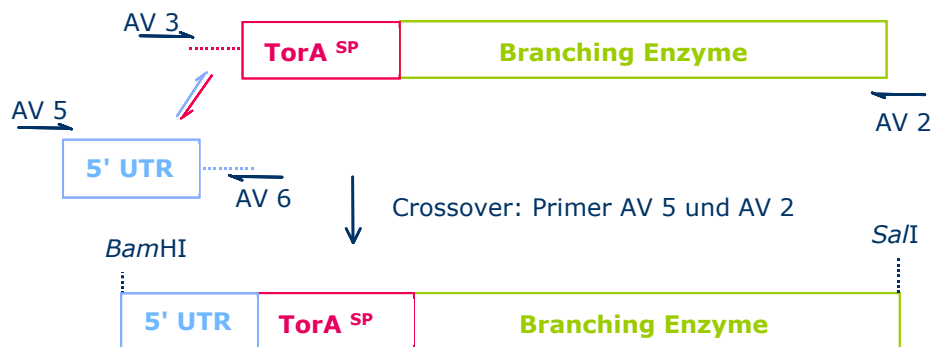 AV 3
TorA SP
Branching Enzyme
AV 5
AV 2
5' UTR
AV 6
Crossover: Primer AV 5 und AV 2
BamHI
SalI
5' UTR
TorA SP
Branching Enzyme